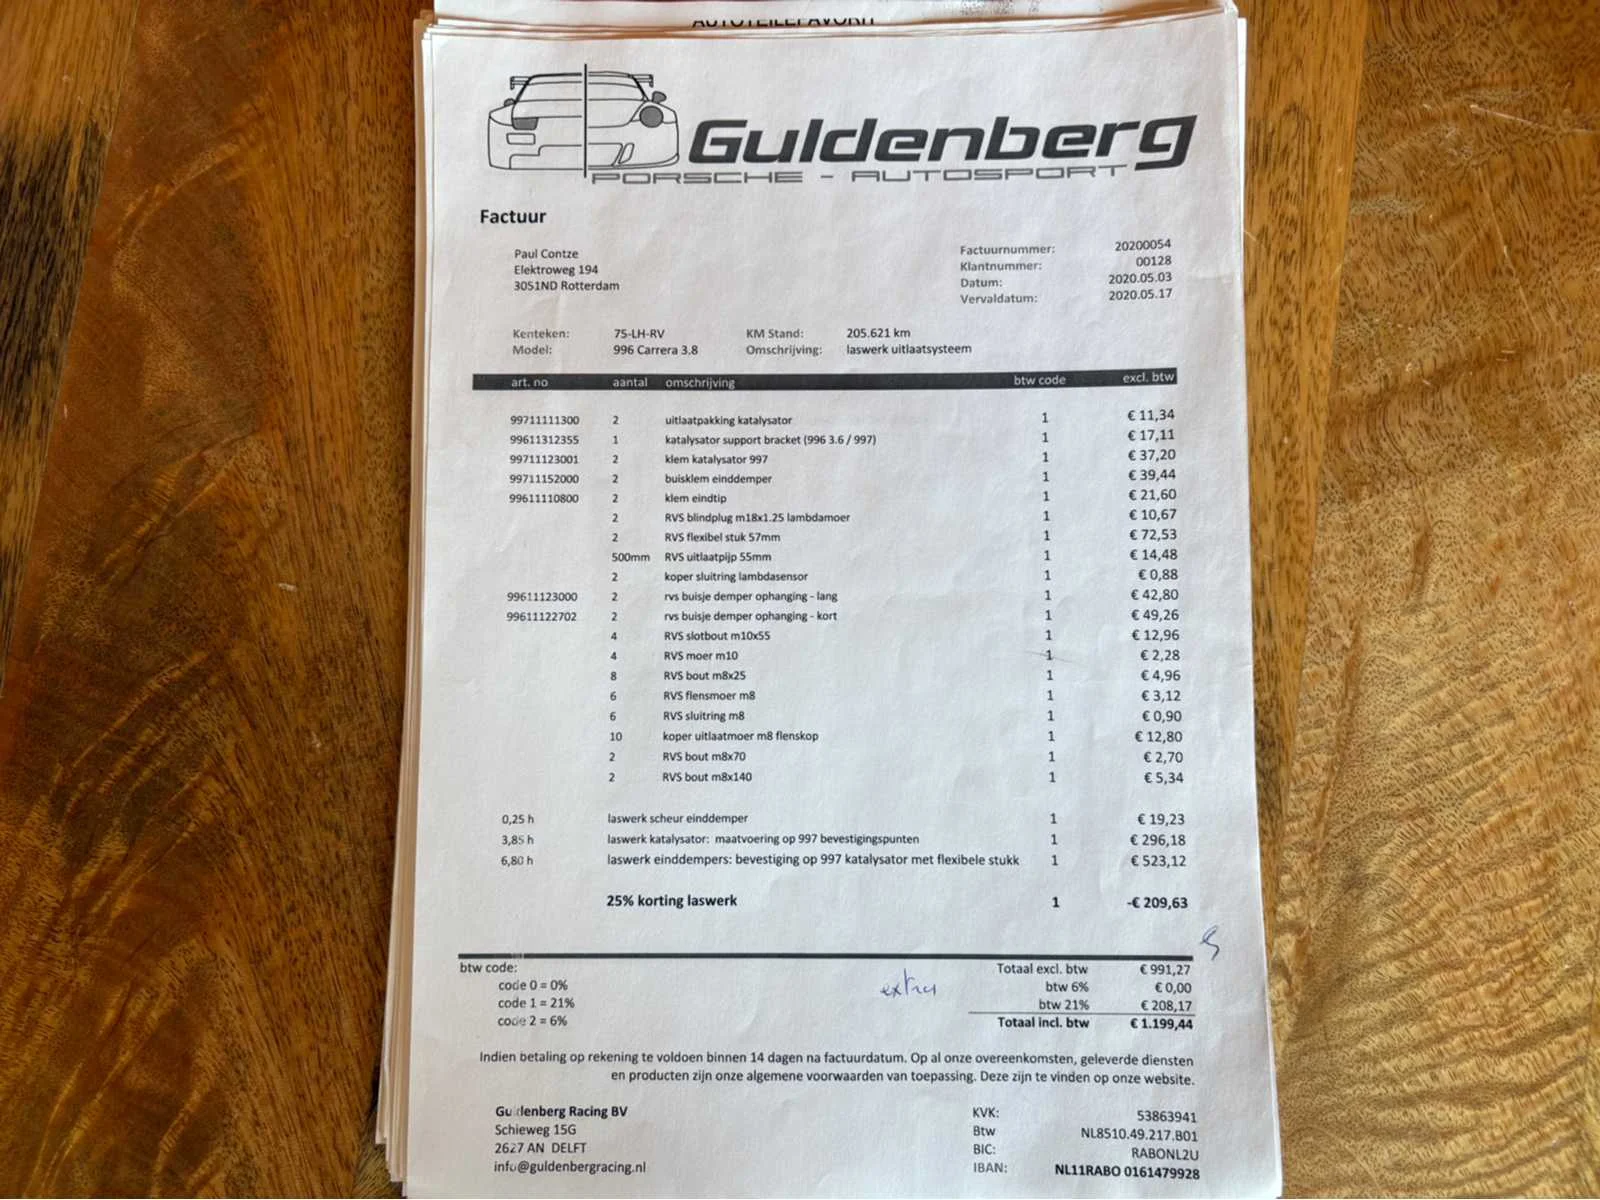 AUTOTEILEFAVORIT
Guldenberg
PORSCHE - AUTOSPORT
Factuur
Paul Contze
Elektroweg 194
3051ND Rotterdam
Factuurnummer: 20200054
Klantnummer: 00128
Datum: 2020.05.03
Vervaldatum: 2020.05.17
Kenteken: 75-LH-RV KM Stand: 205.621 km
Model: 996 Carrera 3.8 Omschrijving: laswerk uitlaatsysteem
art. no aantal omschrijving btw code excl. btw
99711111300 2 uitlaatpakking katalysator 1 € 11,34
99611312355 1 katalysator support bracket (996 3.6 / 997) 1 € 17,11
99711123001 2 klem katalysator 997 1 € 37,20
99711152000 2 buisklem einddemper 1 € 39,44
99611110800 2 klem eindtip 1 € 21,60
2 RVS blindplug m18x1.25 lambdamoer 1 € 10,67
2 RVS flexibel stuk 57mm 1 € 72,53
500mm RVS uitlaatpijp 55mm 1 € 14,48
2 koper sluitring lambdasensor 1 € 0,88
99611123000 2 rvs buisje demper ophanging - lang 1 € 42,80
99611122702 2 rvs buisje demper ophanging - kort 1 € 49,26
4 RVS slotbout m10x55 1 € 12,96
4 RVS moer m10 1 € 2,28
8 RVS bout m8x25 1 € 4,96
6 RVS flensmoer m8 1 € 3,12
6 RVS sluitring m8 1 € 0,90
10 koper uitlaatmoer m8 flenskop 1 € 12,80
2 RVS bout m8x70 1 € 2,70
2 RVS bout m8x140 1 € 5,34
0,25 h laswerk scheur einddemper 1 € 19,23
3,85 h laswerk katalysator: maatvoering op 997 bevestigingspunten 1 € 296,18
6,80 h laswerk einddempers: bevestiging op 997 katalysator met flexibele stukk 1 € 523,12
25% korting laswerk 1 -€ 209,63
btw code: Totaal excl. btw € 991,27
code 0 = 0% extra btw 6% € 0,00
code 1 = 21% btw 21% € 208,17
code 2 = 6% Totaal incl. btw € 1.199,44
Indien betaling op rekening te voldoen binnen 14 dagen na factuurdatum. Op al onze overeenkomsten, geleverde diensten
en producten zijn onze algemene voorwaarden van toepassing. Deze zijn te vinden op onze website.
Guldenberg Racing BV KVK: 53863941
Schieweg 15G Btw NL8510.49.217.B01
2627 AN DELFT BIC: RABONL2U
info@guldenbergracing.nl IBAN: NL11RABO 0161479928